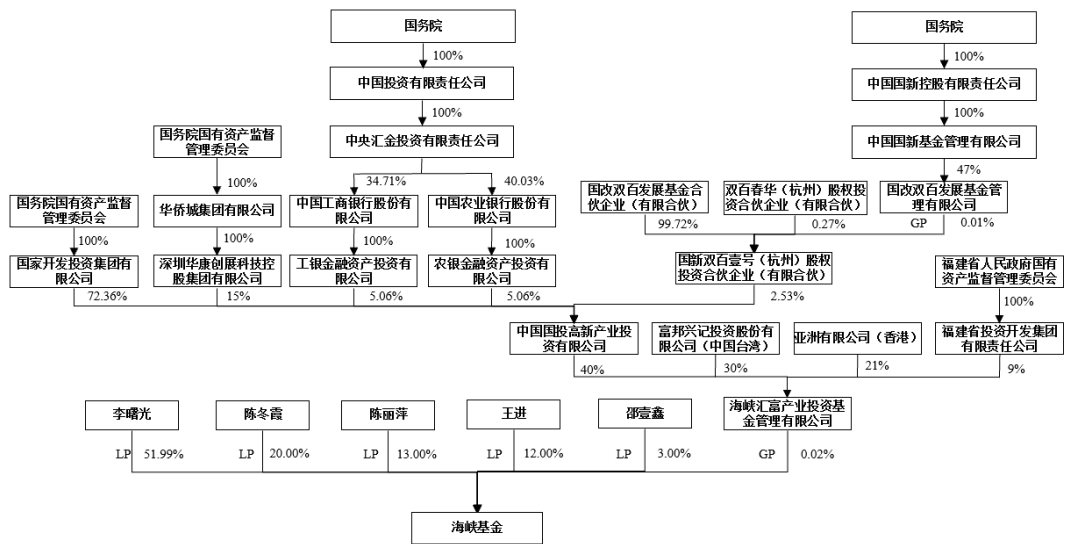 国务院
国务院
100%
100%
中国投资有限责任公司
中国国新控股有限责任公司
100%
100%
国务院国有资产监督
管理委员会
中央汇金投资有限责任公司
中国国新基金管理有限公司
100%
34.71%
40.03%
47%
国务院国有资产监督
管理委员会
华侨城集团有限公司
中国工商银行股份有
限公司
中国农业银行股份有
限公司
国改双百发展基金合
伙企业（有限合伙）
双百春华（杭州）股权投
资合伙企业（有限合伙）
国改双百发展基金管
理有限公司
100%
100%
100%
100%
99.72%
0.27%
GP
0.01%
国家开发投资集团有
限公司
深圳华康创展科技控
股集团有限公司
工银金融资产投资有
限公司
农银金融资产投资有
限公司
国新双百壹号（杭州）股权
投资合伙企业（有限合伙）
福建省人民政府国有
资产监督管理委员会
72.36%
15%
5.06%
5.06%
2.53%
100%
中国国投高新产业投
资有限公司
富邦兴记投资股份有
限公司（中国台湾）
亚洲有限公司（香港）
福建省投资开发集团
有限责任公司
40%
30%
21%
9%
李曙光
陈冬霞
陈丽萍
王进
邵壹鑫
海峡汇富产业投资基
金管理有限公司
LP
51.99%
LP
20.00%
LP
13.00%
LP
12.00%
LP
3.00%
GP
0.02%
海峡基金